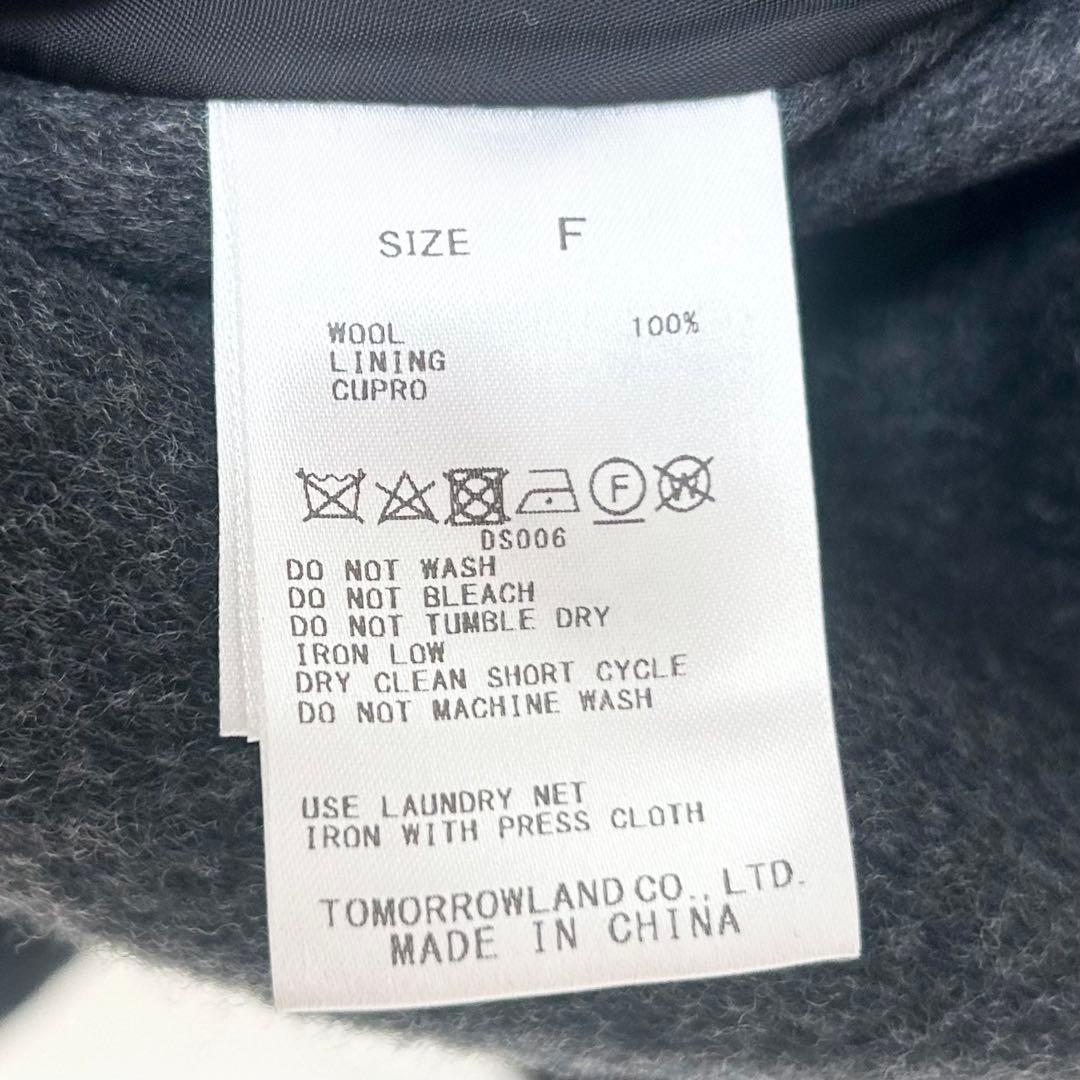 SIZE F
WOOL 100%
LINING
CUPRO
F W
DS006
DO NOT WASH
DO NOT BLEACH
DO NOT TUMBLE DRY
IRON LOW
DRY CLEAN SHORT CYCLE
DO NOT MACHINE WASH
USE LAUNDRY NET
IRON WITH PRESS CLOTH
TOMORROWLAND CO., LTD.
MADE IN CHINA